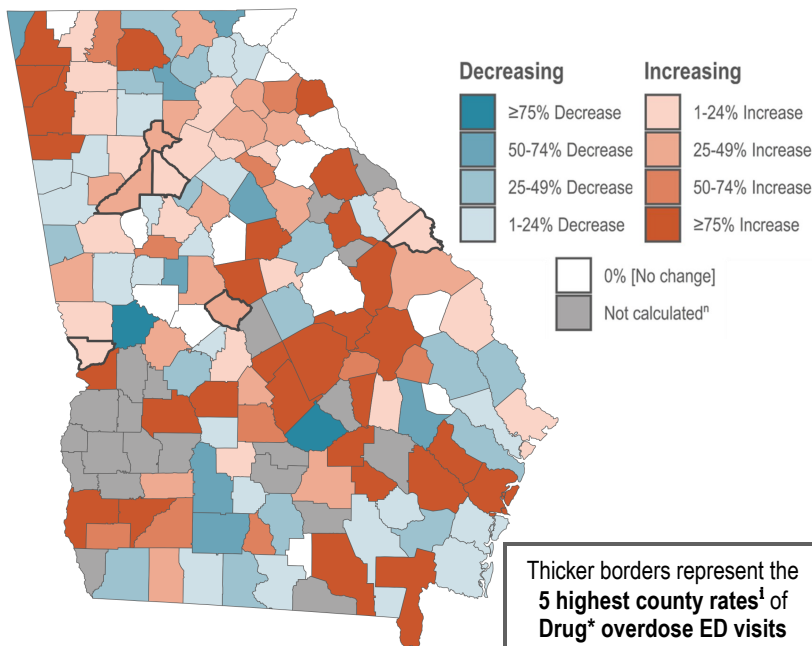 Decreasing
≥75% Decrease
50-74% Decrease
25-49% Decrease
1-24% Decrease
Increasing
1-24% Increase
25-49% Increase
50-74% Increase
≥75% Increase
0% [No change]
Not calculatedⁿ
Thicker borders represent the
5 highest county rates¹ of
Drug* overdose ED visits